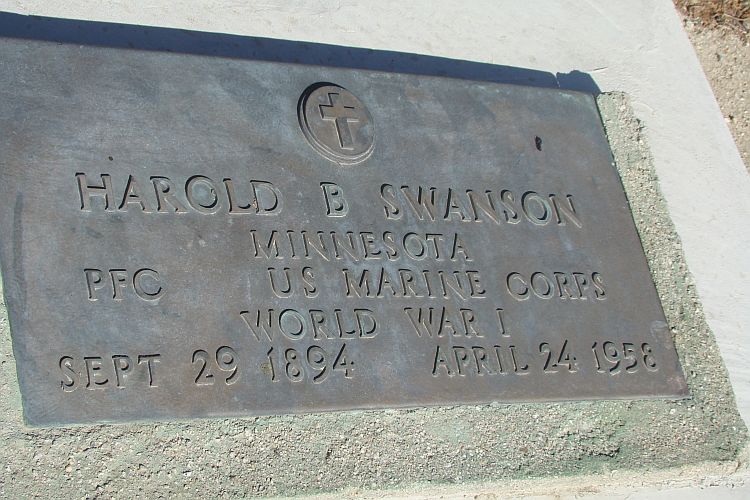 HAROLD B SWANSON
MINNESOTA
PFC US MARINE CORPS
WORLD WAR I
SEPT 29 1894 APRIL 24 1958